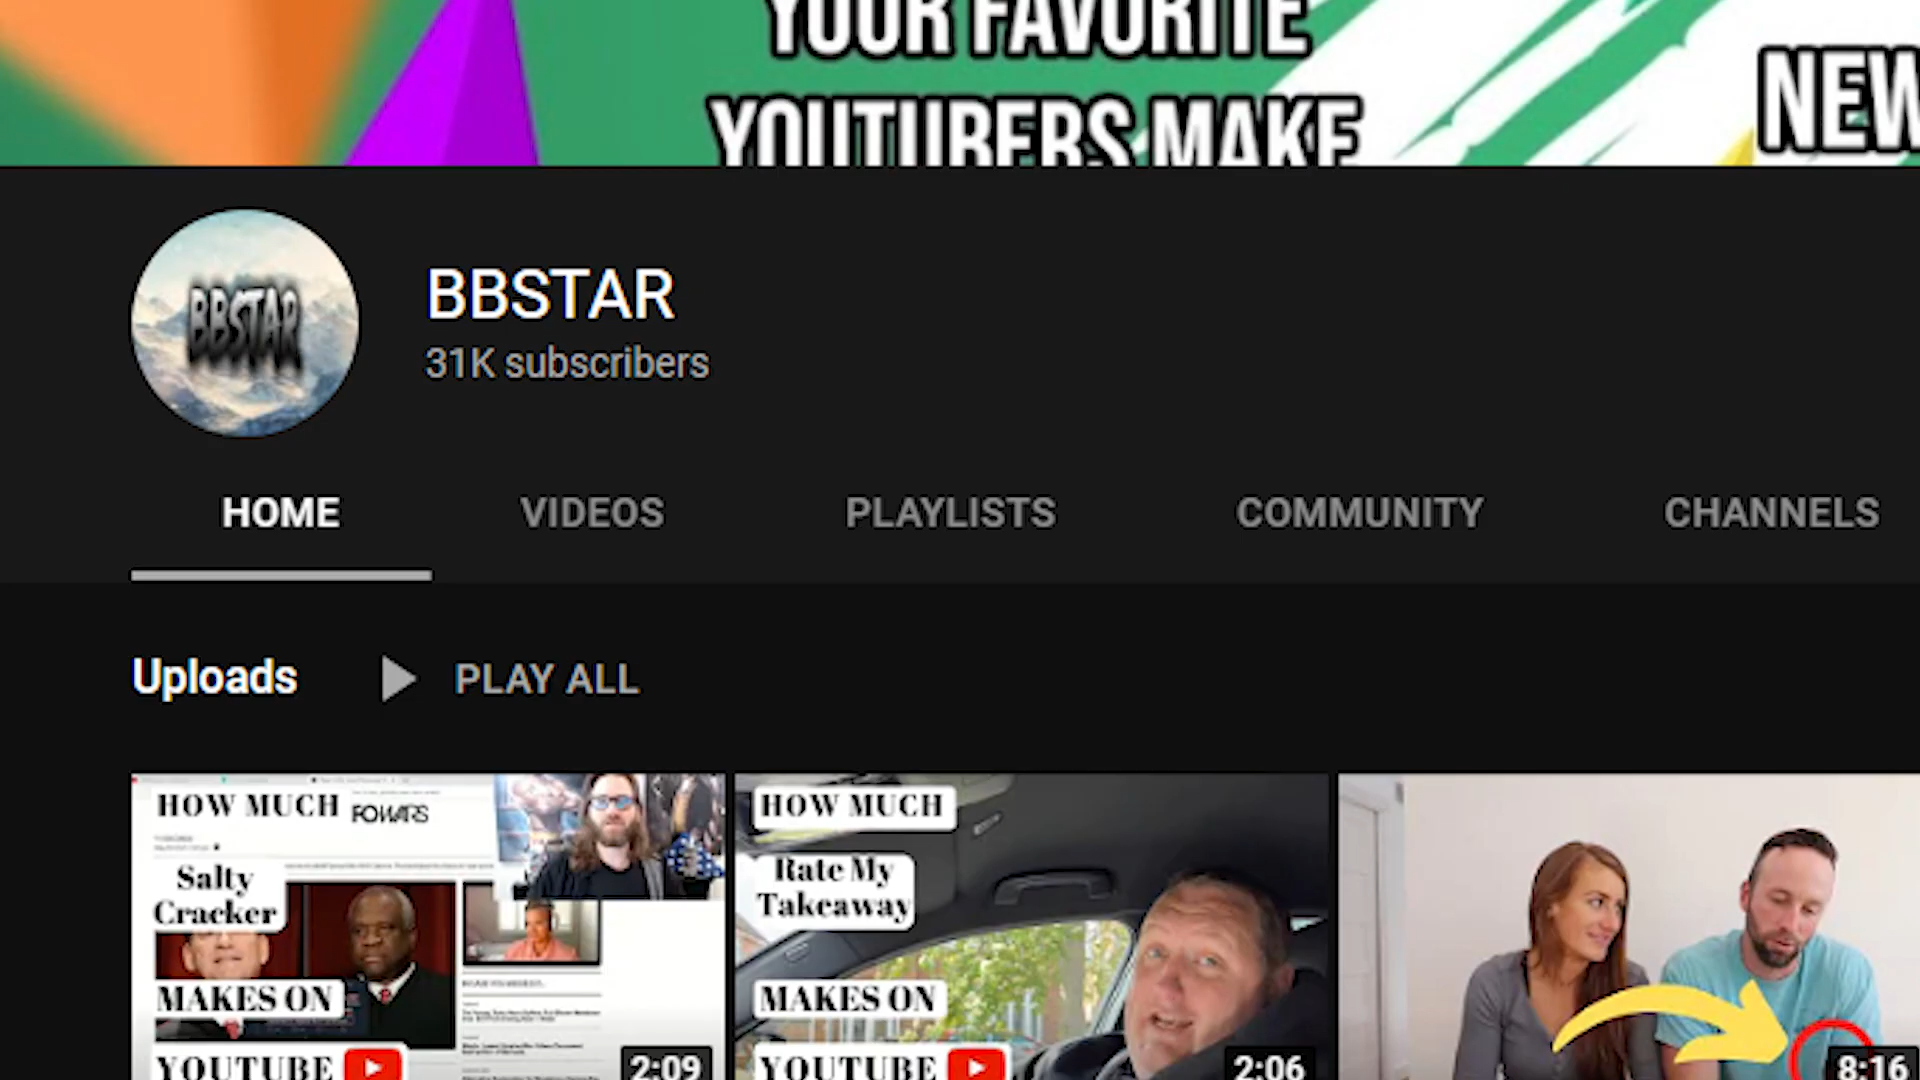 YOUR FAVORITE
YOUTUBERS MAKE
NEW
BBSTAR
BBSTAR
31K subscribers
HOME
VIDEOS
PLAYLISTS
COMMUNITY
CHANNELS
Uploads
PLAY ALL
HOW MUCH
FOWARS
Salty
Cracker
MAKES ON
YOUTUBE
2:09
HOW MUCH
Rate My
Takeaway
MAKES ON
YOUTUBE
2:06
8:16